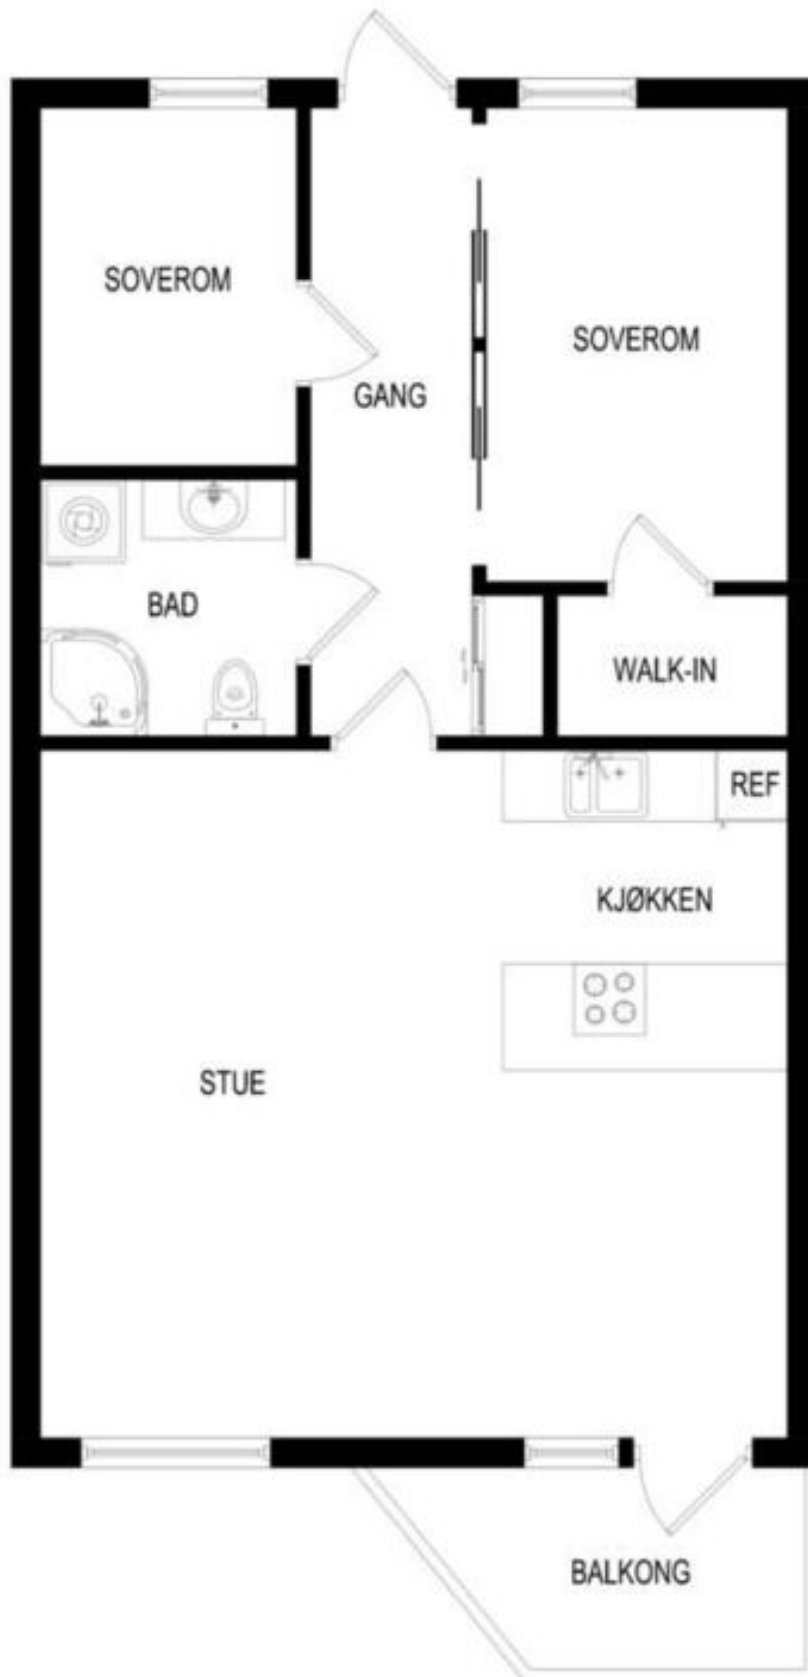 SOVEROM
SOVEROM
GANG
BAD
WALK-IN
REF
KJØKKEN
STUE
BALKONG